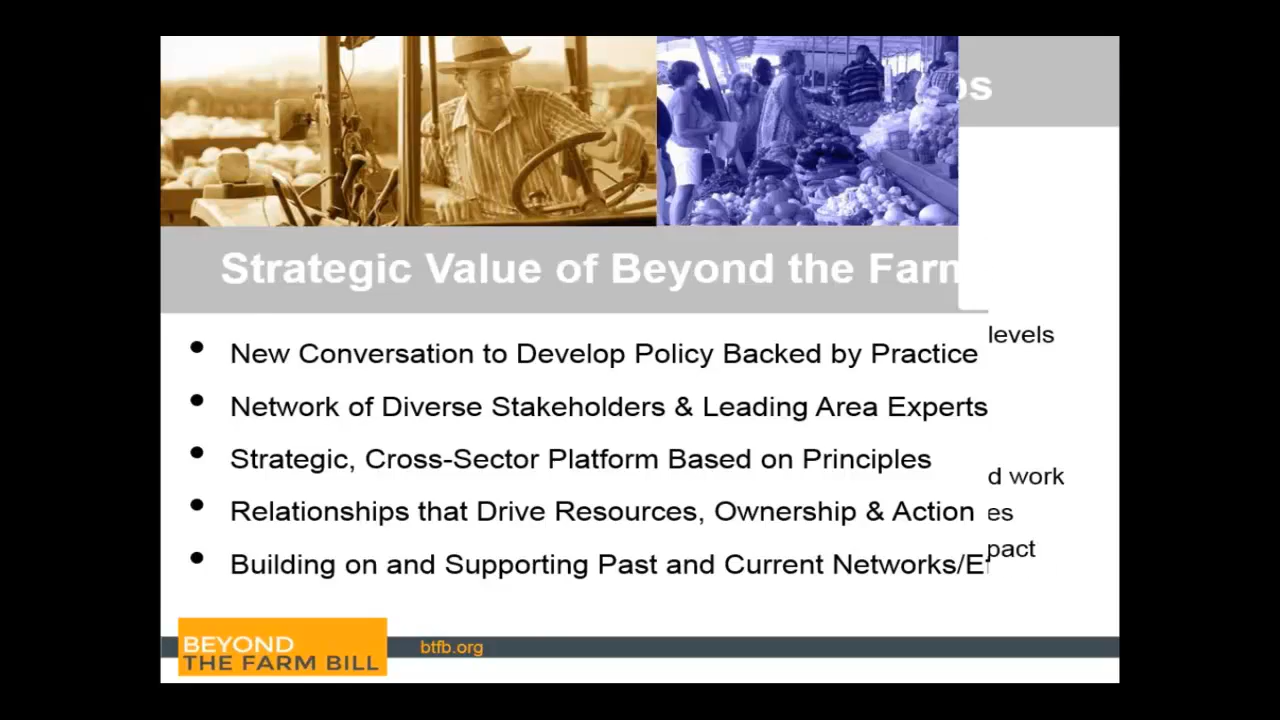 Strategic Value of Beyond the Farm
levels
• New Conversation to Develop Policy Backed by Practice
• Network of Diverse Stakeholders & Leading Area Experts
• Strategic, Cross-Sector Platform Based on Principles
d work
• Relationships that Drive Resources, Ownership & Action
es
pact
• Building on and Supporting Past and Current Networks/E
BEYOND
THE FARM BILL
btfb.org